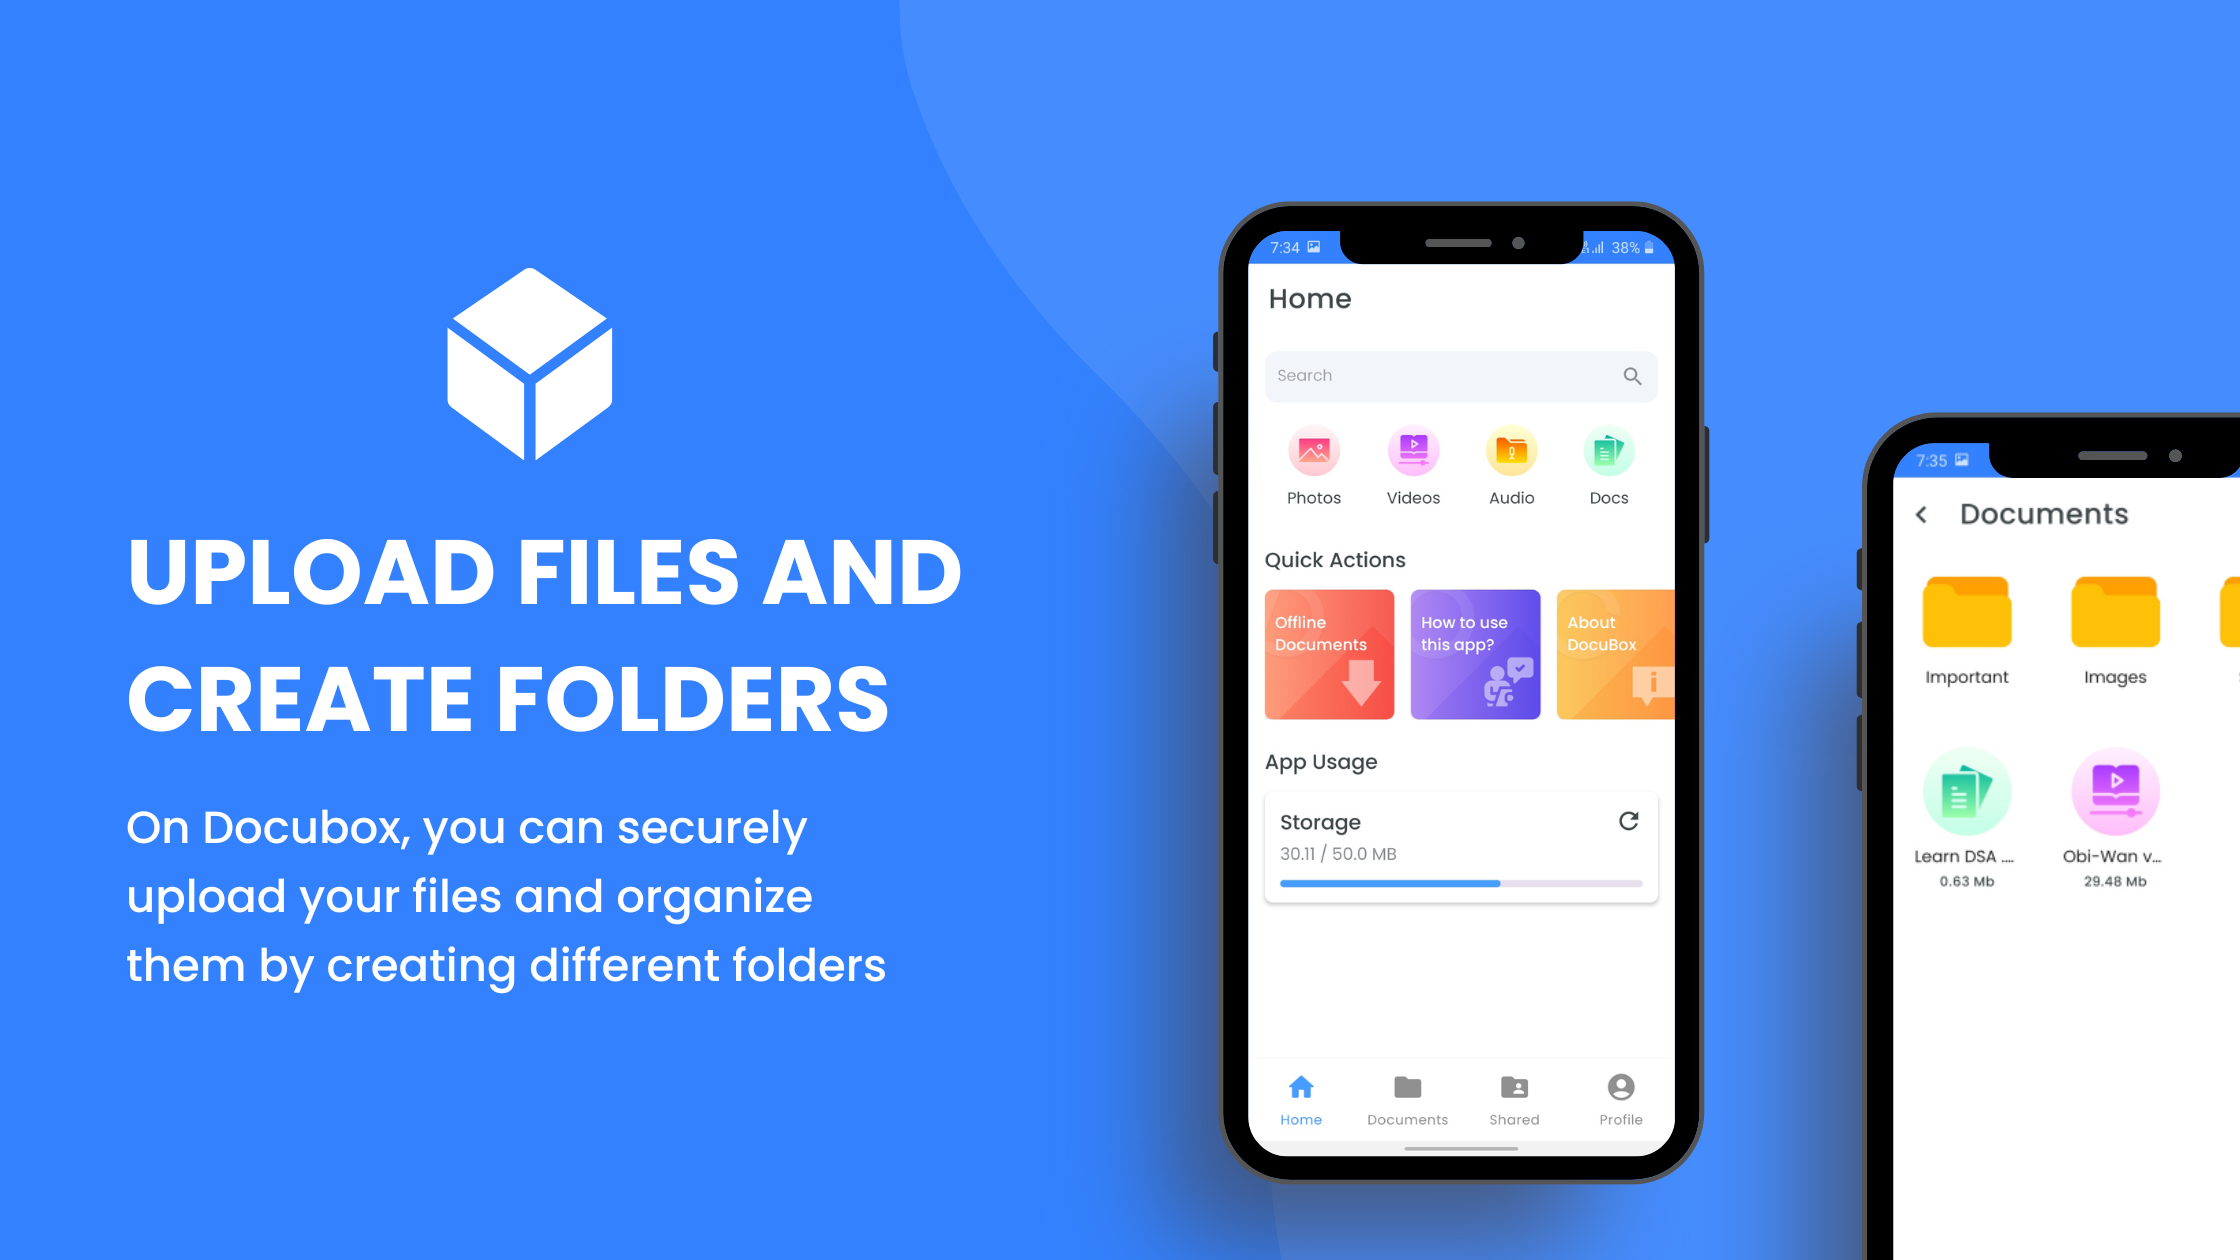 UPLOAD FILES AND
CREATE FOLDERS
On Docubox, you can securely
upload your files and organize
them by creating different folders
7:34
38%
Home
Search
Photos
Videos
Audio
Docs
Quick Actions
Offline
Documents
How to use
this app?
About
DocuBox
App Usage
Storage
30.11 / 50.0 MB
Home
Documents
Shared
Profile
7:35
Documents
Important
Images
Learn DSA ....
Obi-Wan v...
0.63 Mb
29.48 Mb